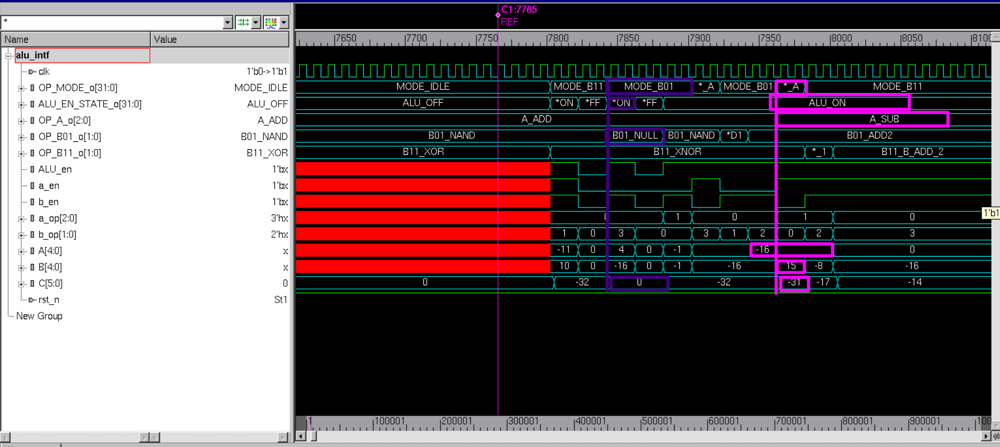 C1:7765
REF
*
Name Value
7650 7700 7750 7800 7850 7900 7950 8000 8050 8100
alu_intf
clk 1'b0->1'b1
OP_MODE_o[31:0] MODE_IDLE MODE_IDLE MODE_B11 MODE_B01 *_A MODE_B01 *_A MODE_B11
ALU_EN_STATE_o[31:0] ALU_OFF ALU_OFF *ON *FF *ON *FF ALU_ON
OP_A_o[2:0] A_ADD A_ADD A_SUB
OP_B01_o[1:0] B01_NAND B01_NAND B01_NULL B01_NAND *D1 B01_ADD2
OP_B11_o[1:0] B11_XOR B11_XOR B11_XNOR *_1 B11_B_ADD_2
ALU_en 1'bx
a_en 1'bx
b_en 1'bx
1'b1
a_op[2:0] 3'hx 0 1 0 1 0
b_op[1:0] 2'hx 1 0 3 0 3 1 2 0 2 3
A[4:0] x -11 0 4 0 -1 -16 0
B[4:0] x 10 0 -16 0 -1 -16 15 -8 -16
C[5:0] 0 0 -32 0 -32 -31 -17 -14
rst_n St1
New Group
1 100001 200001 300001 400001 500001 600001 700001 800001 900001 100